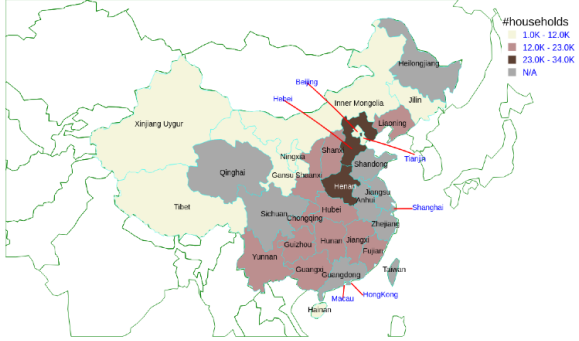 #households
1.0K - 12.0K
12.0K - 23.0K
23.0K - 34.0K
N/A
Heilongjiang
Beijing
Hebei
Inner Mongolia
Jilin
Xinjiang Uygur
Liaoning
Ningxia
Shanxi
Tianjin
Shandong
Qinghai
Gansu
Shaanxi
Henan
Jiangsu
Anhui
Tibet
Sichuan
Chongqing
Hubei
Shanghai
Zhejiang
Guizhou
Hunan
Jiangxi
Yunnan
Fujian
Guangxi
Guangdong
Taiwan
Macau
HongKong
Hainan